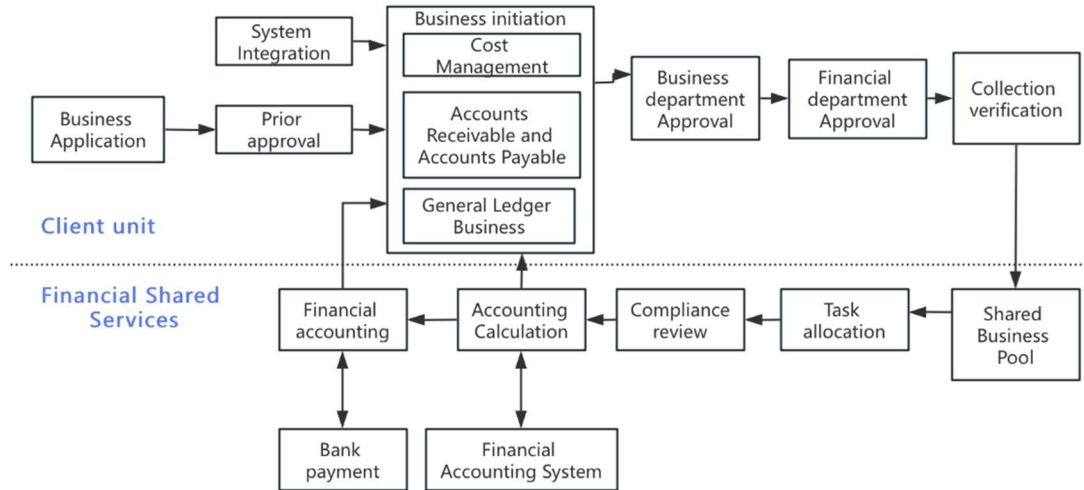 Business initiation
System
Integration
Cost
Management
Business
Application
Prior
approval
Accounts
Receivable and
Accounts Payable
General Ledger
Business
Business
department
Approval
Financial
department
Approval
Collection
verification
Client unit
Financial Shared
Services
Financial
accounting
Accounting
Calculation
Compliance
review
Task
allocation
Shared
Business
Pool
Bank
payment
Financial
Accounting System